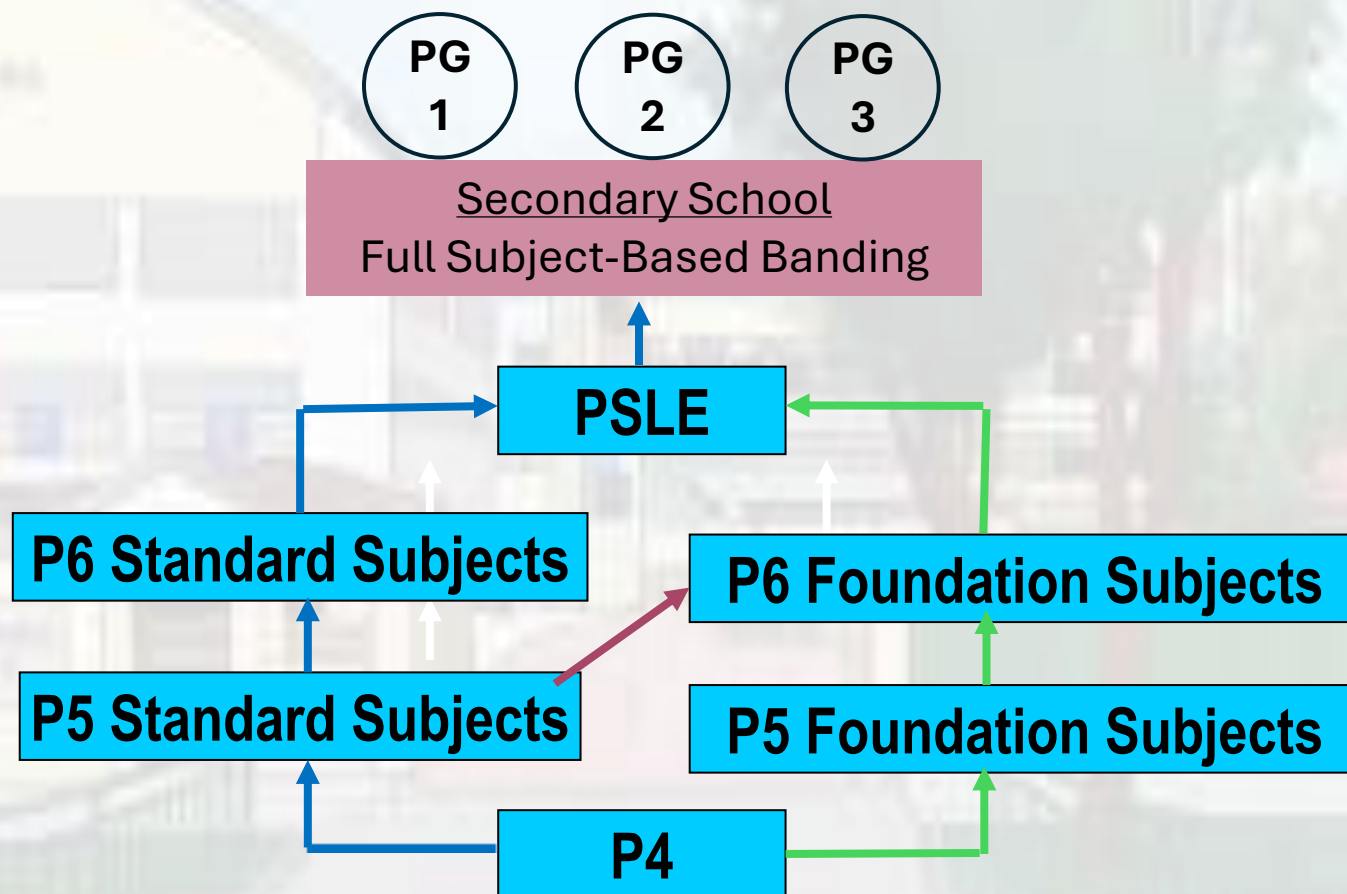 PG
1
PG
2
PG
3
Secondary School
Full Subject-Based Banding
PSLE
P6 Standard Subjects
P6 Foundation Subjects
P5 Standard Subjects
P5 Foundation Subjects
P4